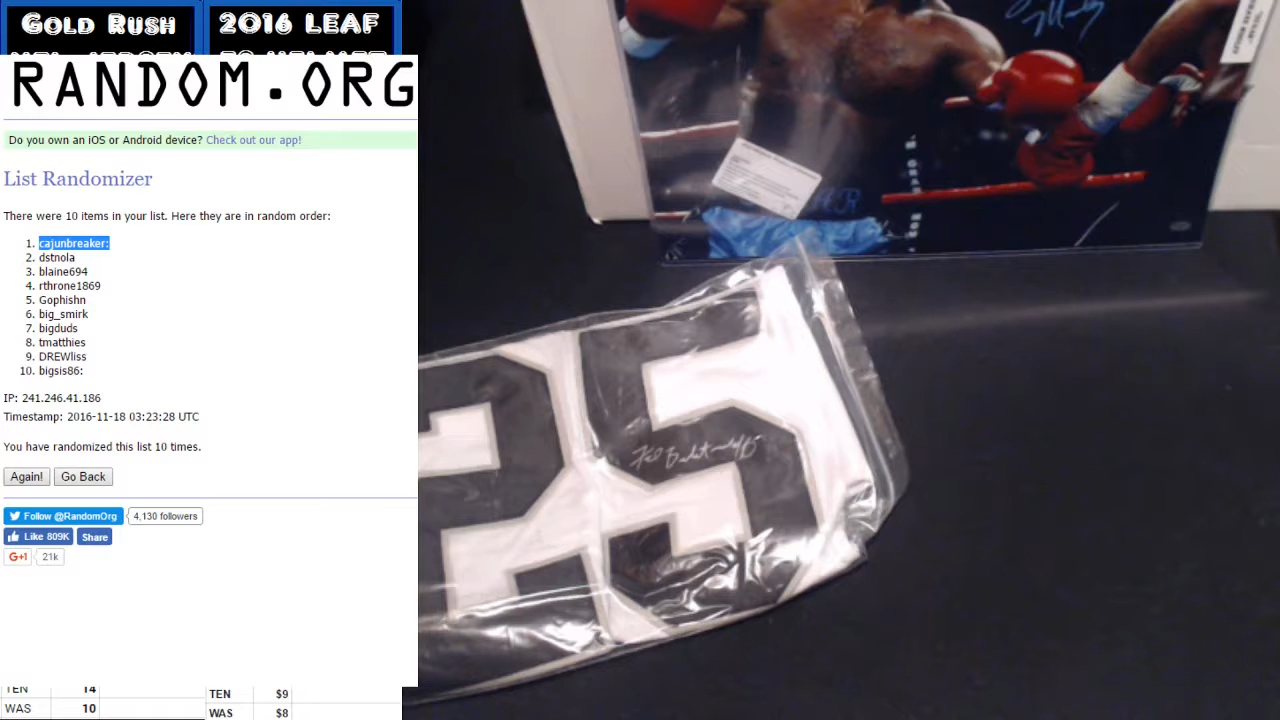 GOLD RUSH
2016 LEAF
RANDOM.ORG
Do you own an iOS or Android device? Check out our app!
List Randomizer
There were 10 items in your list. Here they are in random order:
1. cajunbreaker:
2. dstnola
3. blaine694
4. rthrone1869
5. Gophishn
6. big_smirk
7. bigduds
8. tmatthies
9. DREWliss
10. bigsis86:
IP: 241.246.41.186
Timestamp: 2016-11-18 03:23:28 UTC
You have randomized this list 10 times.
Again! Go Back
Follow @RandomOrg 4,130 followers
Like 809K Share
G+1 21k
TEN 14 TEN $9
WAS 10 WAS $8
25